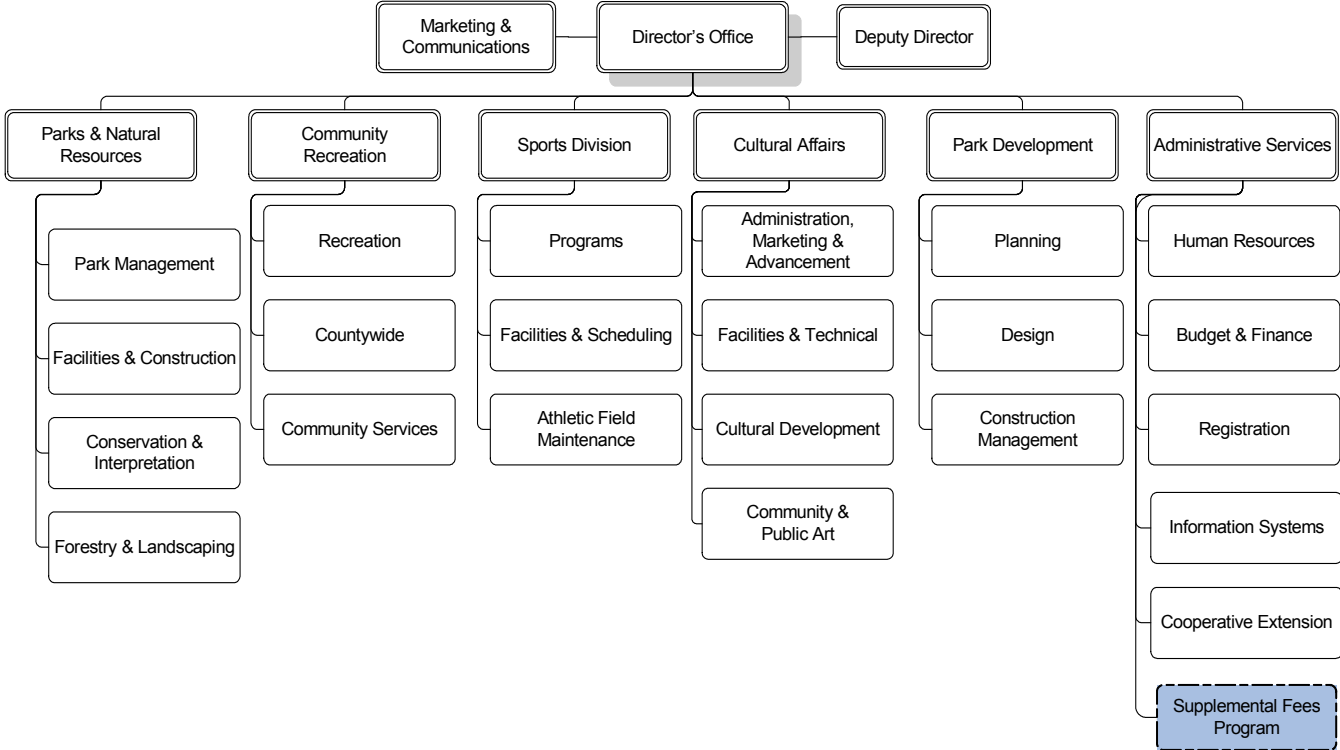 Marketing &
Communications
Director's Office
Deputy Director
Parks & Natural
Resources
Community
Recreation
Sports Division
Cultural Affairs
Park Development
Administrative Services
Park Management
Facilities & Construction
Conservation &
Interpretation
Forestry & Landscaping
Recreation
Countywide
Community Services
Programs
Facilities & Scheduling
Athletic Field
Maintenance
Administration,
Marketing &
Advancement
Facilities & Technical
Cultural Development
Community &
Public Art
Planning
Design
Construction
Management
Human Resources
Budget & Finance
Registration
Information Systems
Cooperative Extension
Supplemental Fees
Program